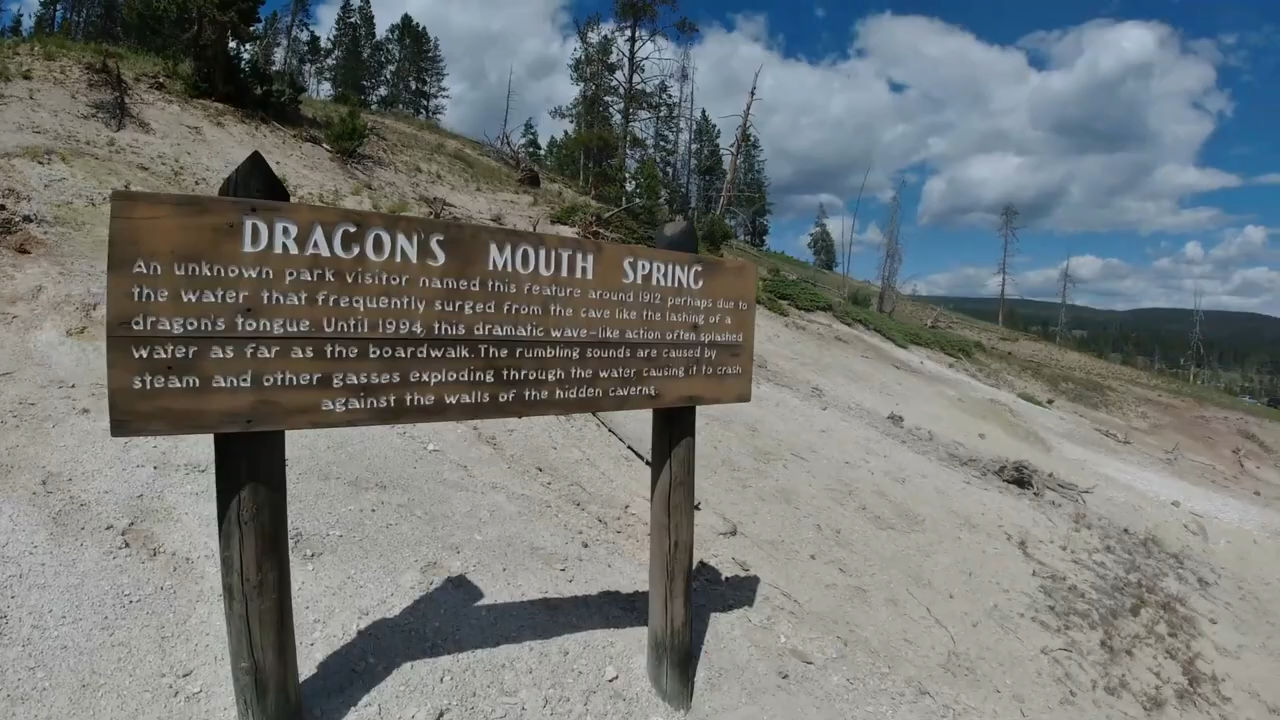 DRAGON'S MOUTH SPRING
An unknown park visitor named this feature around 1912 perhaps due to
the water that frequently surged from the cave like the lashing of a
dragon's tongue. Until 1994, this dramatic wave-like action often splashed
water as far as the boardwalk. The rumbling sounds are caused by
steam and other gasses exploding through the water, causing it to crash
against the walls of the hidden caverns.